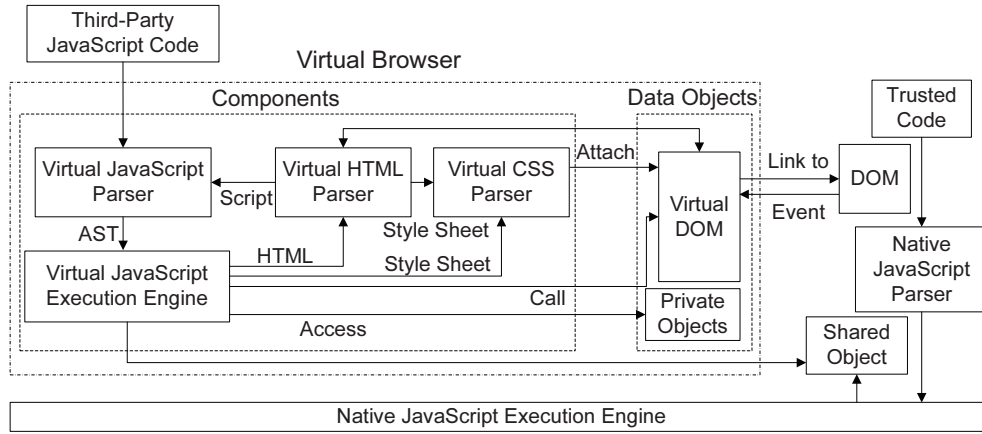 Third-Party
JavaScript Code
Virtual Browser
Components
Data Objects
Trusted
Code
Virtual JavaScript
Parser
Script
Virtual HTML
Parser
Virtual CSS
Parser
Attach
Virtual
DOM
Link to
Event
DOM
AST
Style Sheet
HTML
Style Sheet
Virtual JavaScript
Execution Engine
Call
Access
Private
Objects
Native
JavaScript
Parser
Shared
Object
Native JavaScript Execution Engine